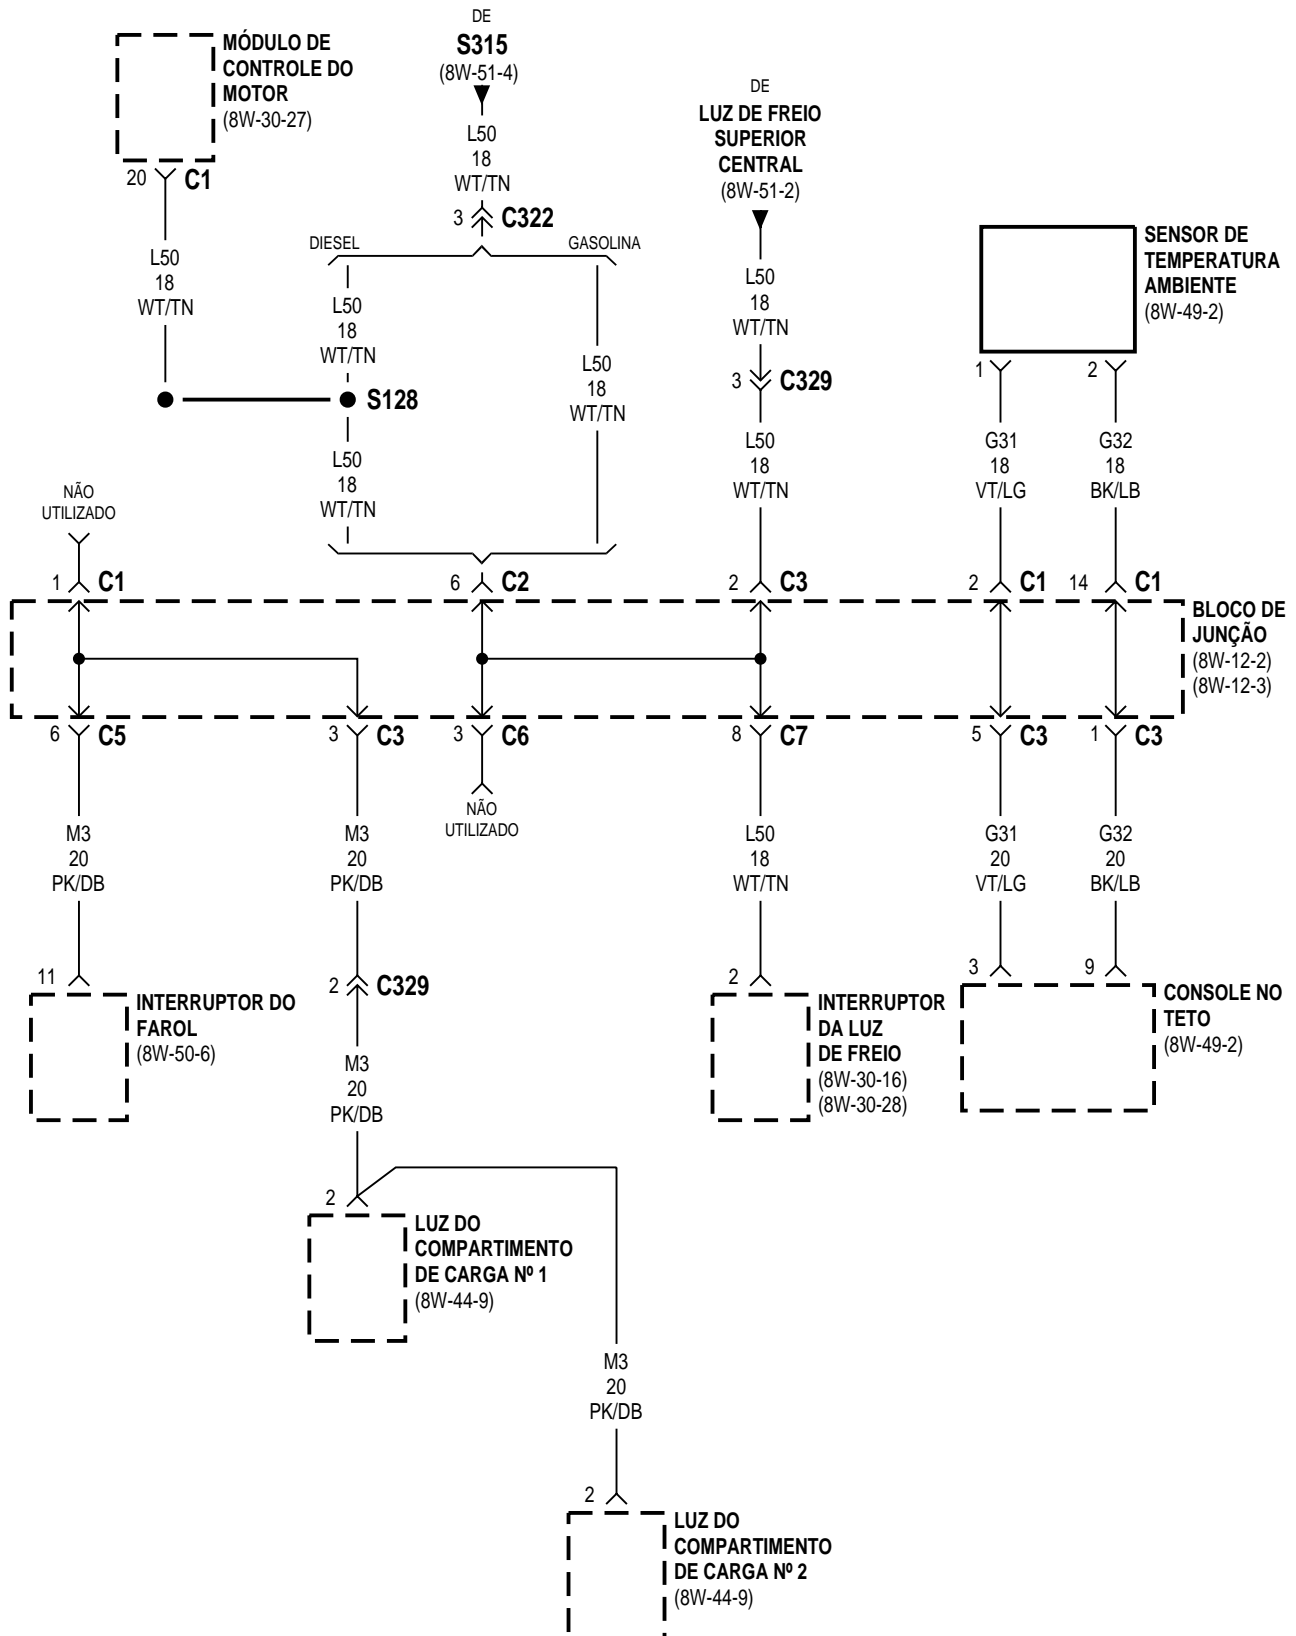 DE
S315
(8W-51-4)
MÓDULO DE
CONTROLE DO
MOTOR
(8W-30-27)
20
C1
L50
18
WT/TN
3
C322
DE
LUZ DE FREIO
SUPERIOR
CENTRAL
(8W-51-2)
L50
18
WT/TN
DIESEL
GASOLINA
L50
18
WT/TN
L50
18
WT/TN
L50
18
WT/TN
SENSOR DE
TEMPERATURA
AMBIENTE
(8W-49-2)
1
2
3
C329
S128
L50
18
WT/TN
L50
18
WT/TN
G31
18
VT/LG
G32
18
BK/LB
NÃO
UTILIZADO
1
C1
6
C2
2
C3
2
C1
14
C1
BLOCO DE
JUNÇÃO
(8W-12-2)
(8W-12-3)
6
C5
3
C3
3
C6
8
C7
5
C3
1
C3
NÃO
UTILIZADO
M3
20
PK/DB
M3
20
PK/DB
L50
18
WT/TN
G31
20
VT/LG
G32
20
BK/LB
11
2
C329
2
3
9
INTERRUPTOR DO
FAROL
(8W-50-6)
INTERRUPTOR
DA LUZ
DE FREIO
(8W-30-16)
(8W-30-28)
CONSOLE NO
TETO
(8W-49-2)
M3
20
PK/DB
2
LUZ DO
COMPARTIMENTO
DE CARGA Nº 1
(8W-44-9)
M3
20
PK/DB
2
LUZ DO
COMPARTIMENTO
DE CARGA Nº 2
(8W-44-9)